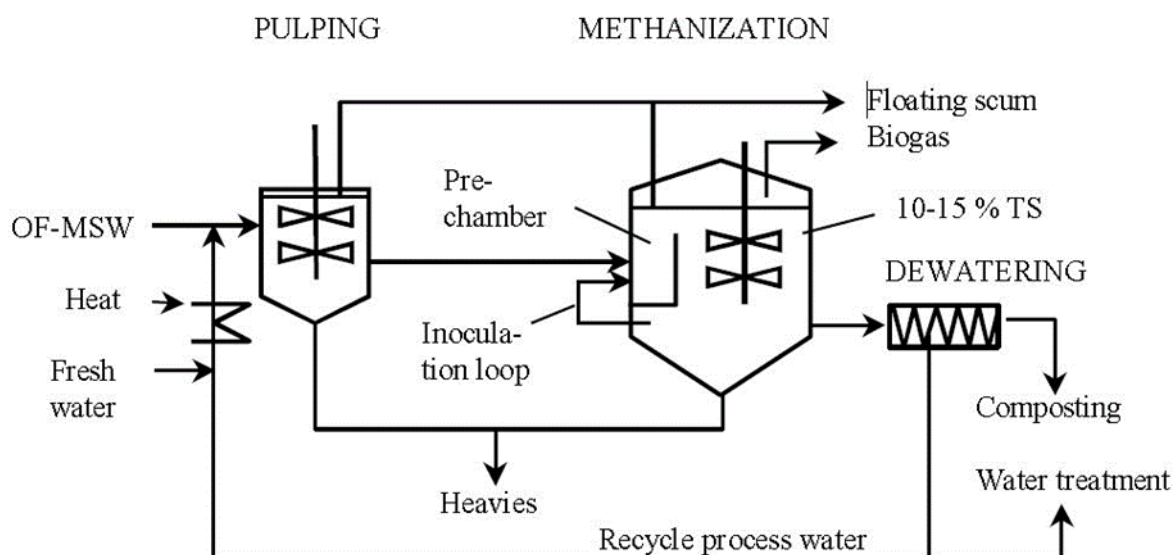 PULPING
METHANIZATION
Floating scum
Biogas
Pre-
chamber
10-15 % TS
OF-MSW
DEWATERING
Heat
Inocula-
tion loop
Fresh
water
Composting
Heavies
Water treatment
Recycle process water